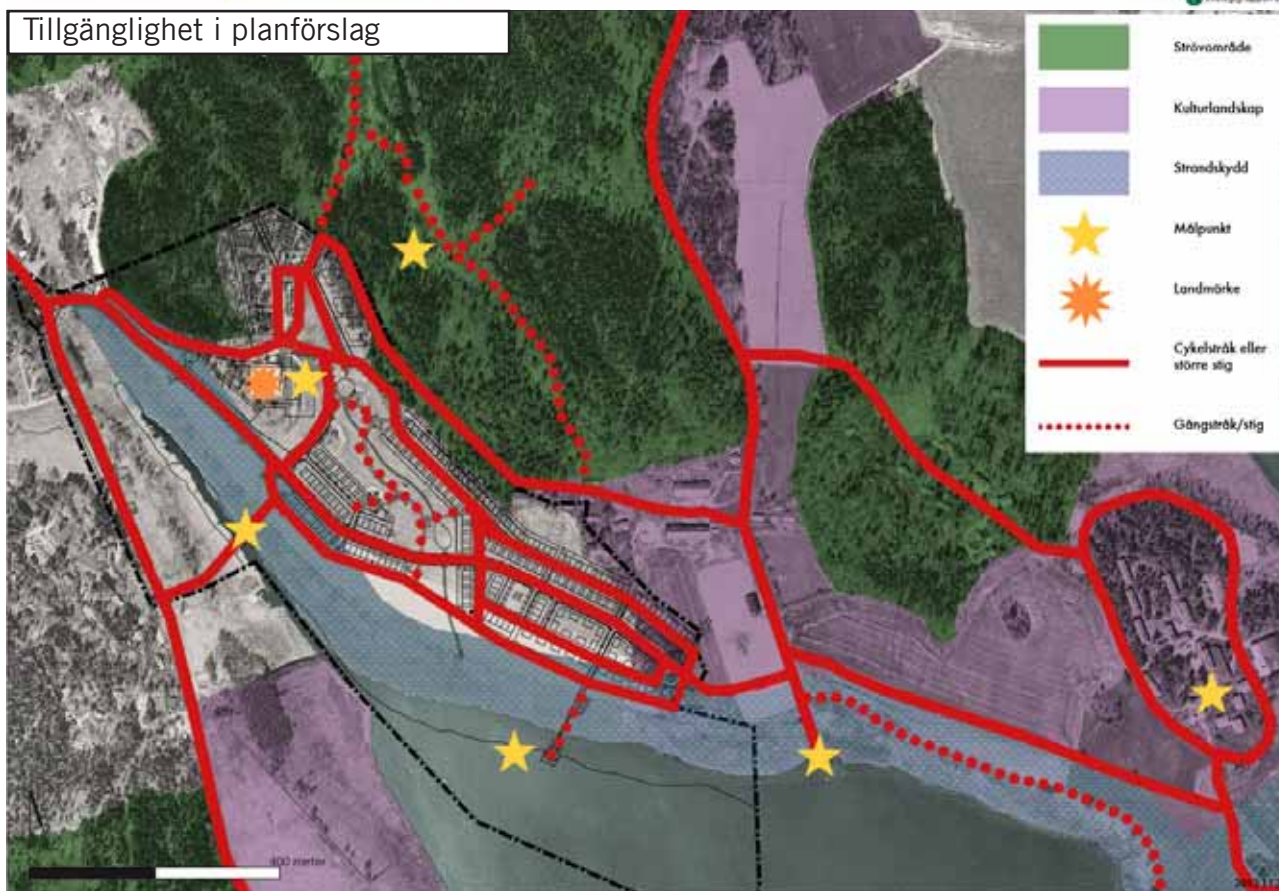 Tillgänglighet i planförslag
Strövområde
Kulturlandskap
Strandskydd
Målpunkt
Landmärke
Cykelstråk eller
större stig
Gångstråk/stig
400 meter